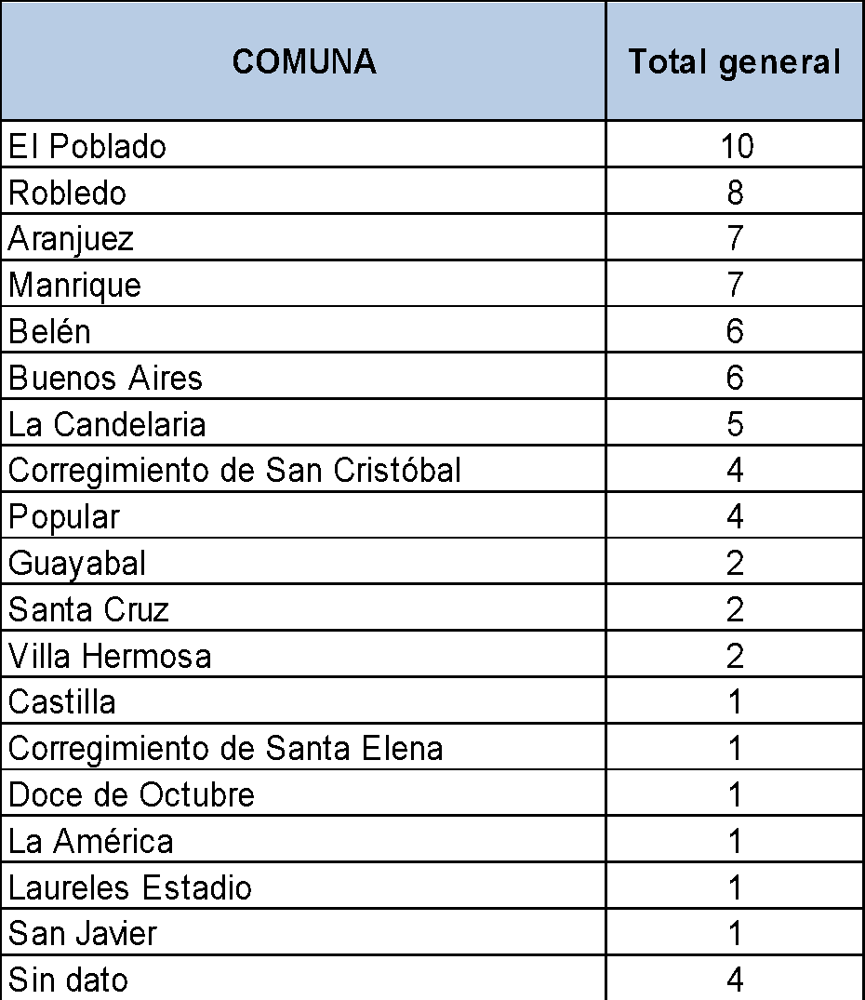 COMUNA Total general
El Poblado 10
Robledo 8
Aranjuez 7
Manrique 7
Belén 6
Buenos Aires 6
La Candelaria 5
Corregimiento de San Cristóbal 4
Popular 4
Guayabal 2
Santa Cruz 2
Villa Hermosa 2
Castilla 1
Corregimiento de Santa Elena 1
Doce de Octubre 1
La América 1
Laureles Estadio 1
San Javier 1
Sin dato 4